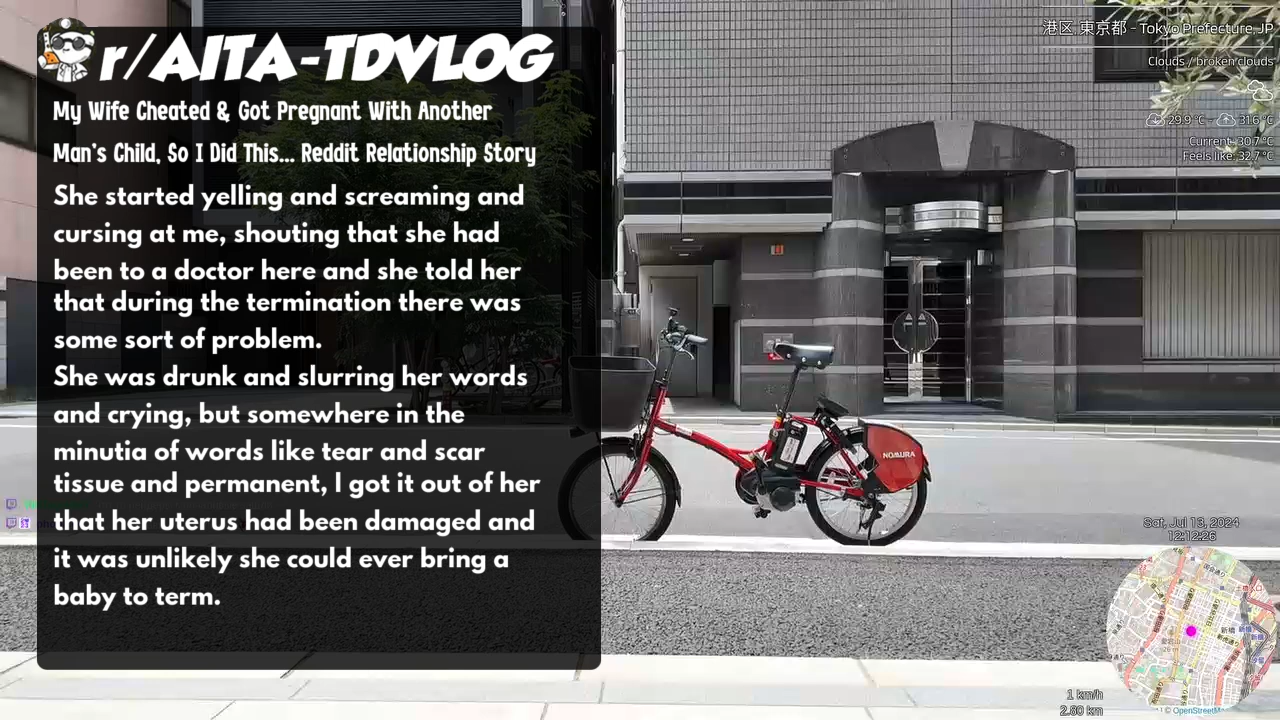 r/AITA-TDVLOG
My Wife Cheated & Got Pregnant With Another
Man's Child, So I Did This... Reddit Relationship Story
She started yelling and screaming and
cursing at me, shouting that she had
been to a doctor here and she told her
that during the termination there was
some sort of problem.
She was drunk and slurring her words
and crying, but somewhere in the
minutia of words like tear and scar
tissue and permanent, I got it out of her
that her uterus had been damaged and
it was unlikely she could ever bring a
baby to term.
港区, 東京都 - Tokyo Prefecture, JP
Clouds / broken clouds
29.9 °C - 31.6 °C
Current: 30.7 °C
Feels like: 32.7 °C
NOMURA
Sat, Jul 13, 2024
12:12:26
新橋
1 km/h
2.60 km
© OpenStreetMa